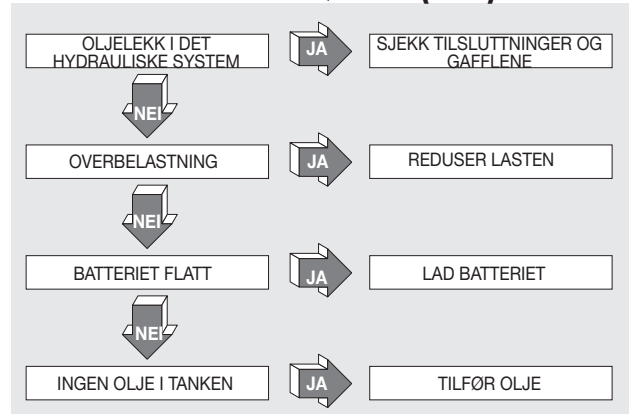 OLJELEKK I DET
HYDRAULISKE SYSTEM
JA
SJEKK TILSLUTTNINGER OG
GAFFLENE
NEI
OVERBELASTNING
JA
REDUSER LASTEN
NEI
BATTERIET FLATT
JA
LAD BATTERIET
NEI
INGEN OLJE I TANKEN
JA
TILFØR OLJE